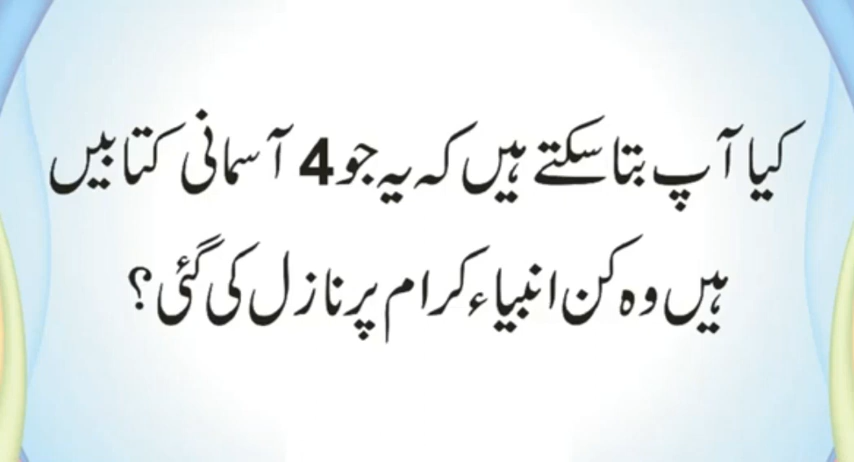 کیا آپ بتا سکتے ہیں کہ یہ جو 4 آسمانی کتابیں
ہیں وہ کن انبیاء کرام پر نازل کی گئی؟